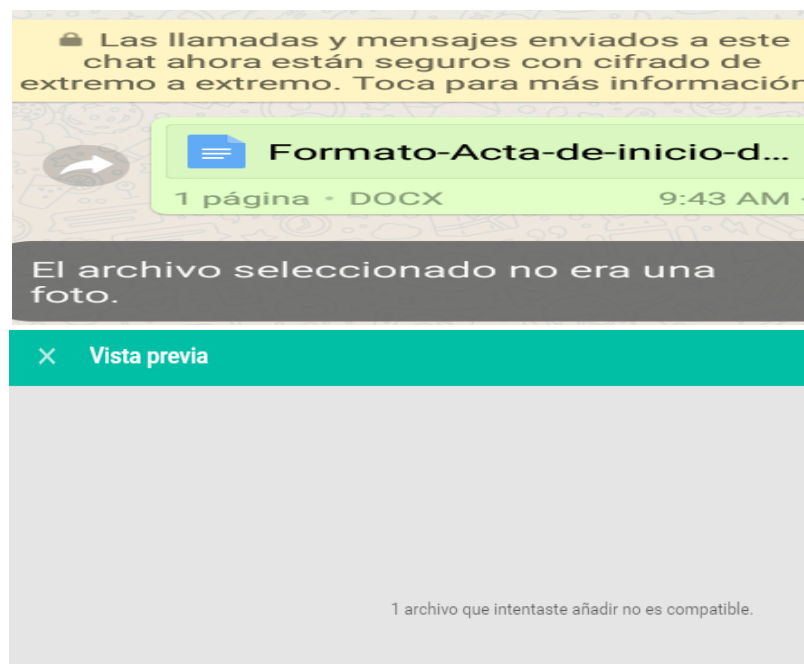 Las llamadas y mensajes enviados a este
chat ahora están seguros con cifrado de
extremo a extremo. Toca para más información
Formato-Acta-de-inicio-d...
1 página • DOCX 9:43 AM
El archivo seleccionado no era una
foto.
Vista previa
1 archivo que intentaste añadir no es compatible.